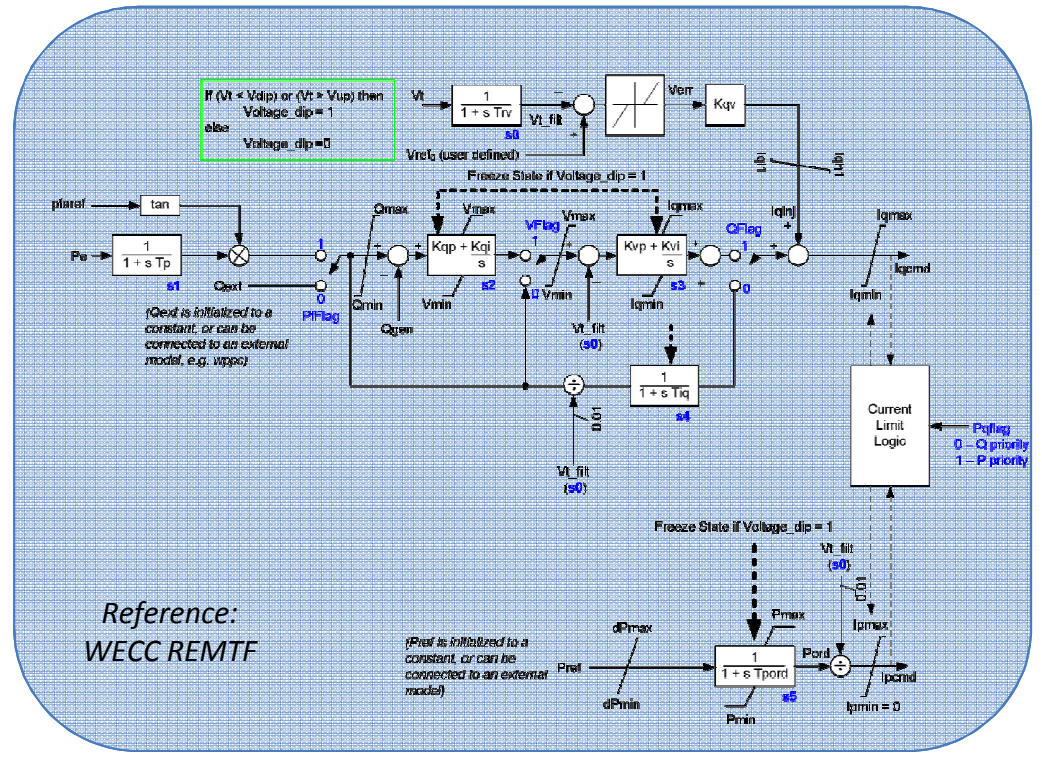 If (Vt < Vdip) or (Vt > Vup) then
Voltage_dip = 1
else
Voltage_dip =0
Vt
1
1 + s Trv
s0
Vt_filt
−
+
Verr
Kqv
Vref0 (user defined)
Freeze State if Voltage_dip = 1
Iqh1
Iql1
Iqinj
pfaref
tan
Pe
1
1 + s Tp
s1
Qext
1
0
PfFlag
(Qext is initialized to a
constant, or can be
connected to an external
model, e.g. wppc)
Qmax
Qmin
+
−
Qgen
+
Vmax
Kqp + Kqi
s
Vmin
s2
VFlag
1
0
Vmax
Vmin
+
−
Vt_filt
(s0)
+
Iqmax
Kvp + Kvi
s
Iqmin
s3
+
+
QFlag
1
0
+
+
Iqmax
Iqmin
Iqcmd
÷
0.01
Vt_filt
(s0)
1
1 + s Tiq
s4
Current
Limit
Logic
Pqflag
0 – Q priority
1 – P priority
Freeze State if Voltage_dip = 1
Vt_filt
(s0)
0.01
Reference:
WECC REMTF
(Pref is initialized to a
constant, or can be
connected to an external
model)
Pref
dPmax
dPmin
Pmax
1
1 + s Tpord
s5
Pmin
Pord
÷
Ipmax
Ipcmd
Ipmin = 0